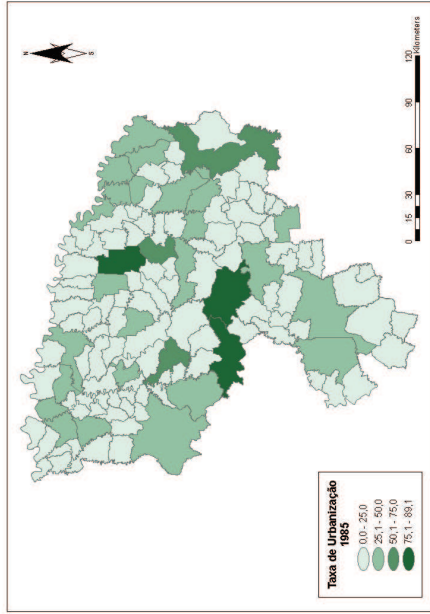 N
S
0 15 30 60 90 120
Kilometers
Taxa de Urbanização
1985
0,0 - 25,0
25,1 - 50,0
50,1 - 75,0
75,1 - 89,1